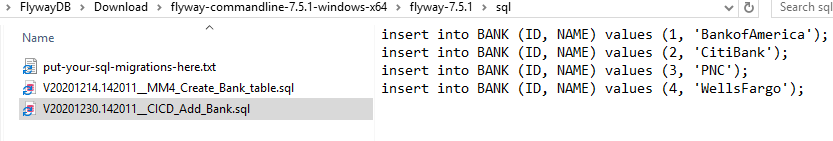 FlywayDB > Download > flyway-commandline-7.5.1-windows-x64 > flyway-7.5.1 > sql
Search sql
Name
put-your-sql-migrations-here.txt
V20201214.142011__MM4_Create_Bank_table.sql
V20201230.142011__CICD_Add_Bank.sql
insert into BANK (ID, NAME) values (1, 'BankofAmerica');
insert into BANK (ID, NAME) values (2, 'CitiBank');
insert into BANK (ID, NAME) values (3, 'PNC');
insert into BANK (ID, NAME) values (4, 'WellsFargo');